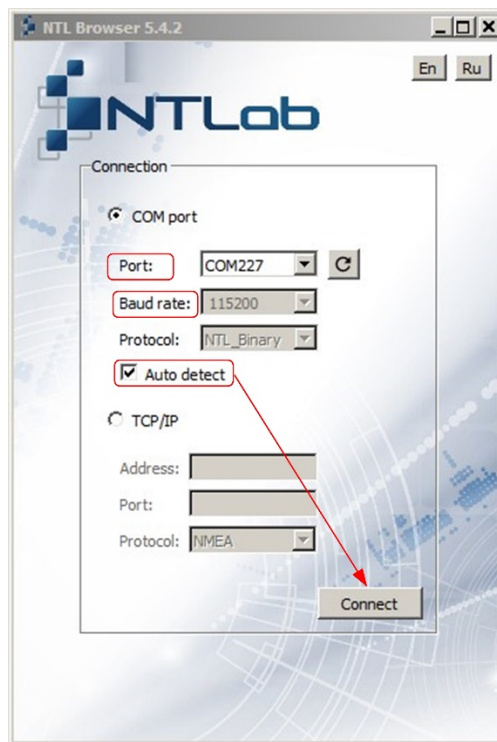 NTL Browser 5.4.2
En Ru
NTLab
Connection
COM port
Port: COM227
Baud rate: 115200
Protocol: NTL_Binary
Auto detect
TCP/IP
Address:
Port:
Protocol: NMEA
Connect